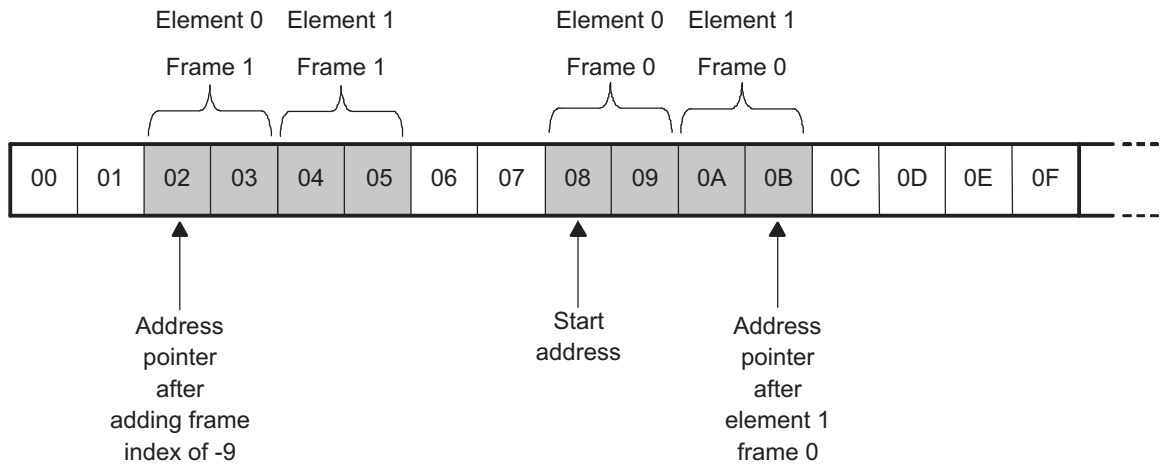 Element 0 Element 1 Element 0 Element 1
Frame 1 Frame 1 Frame 0 Frame 0
00 01 02 03 04 05 06 07 08 09 0A 0B 0C 0D 0E 0F
Address
pointer
after
adding frame
index of -9
Start
address
Address
pointer
after
element 1
frame 0